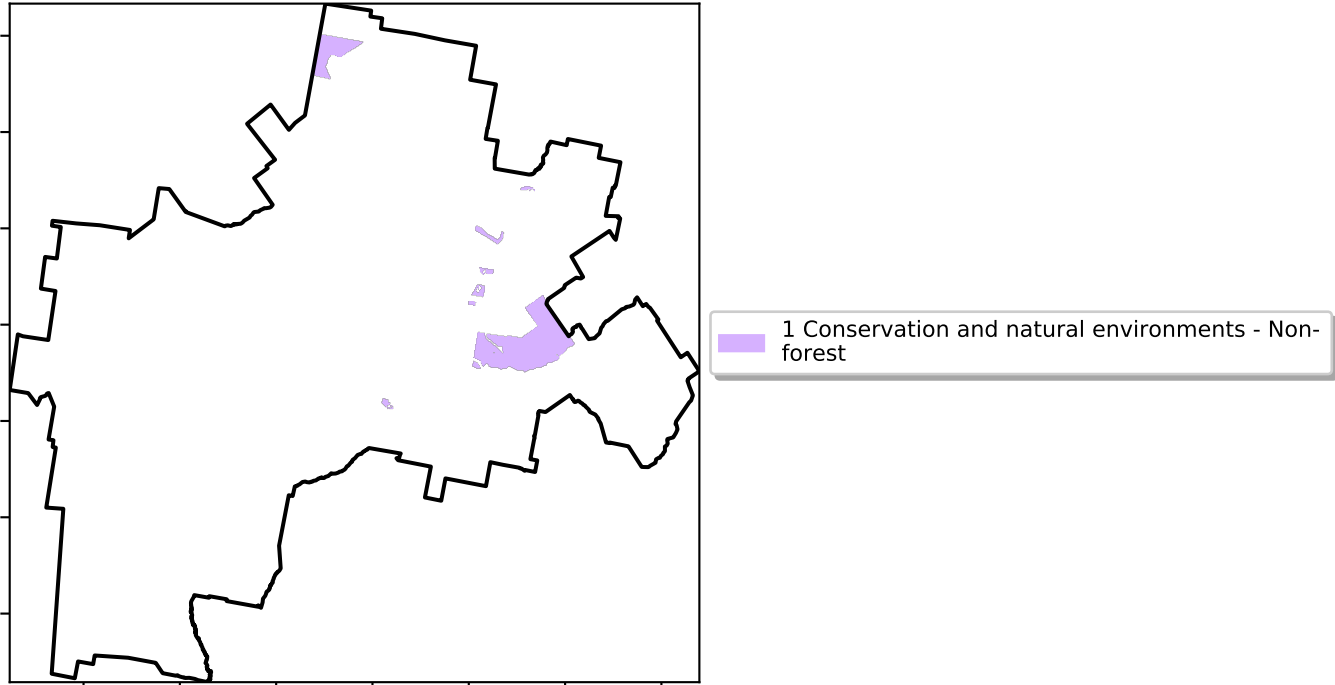 1 Conservation and natural environments - Non-
forest